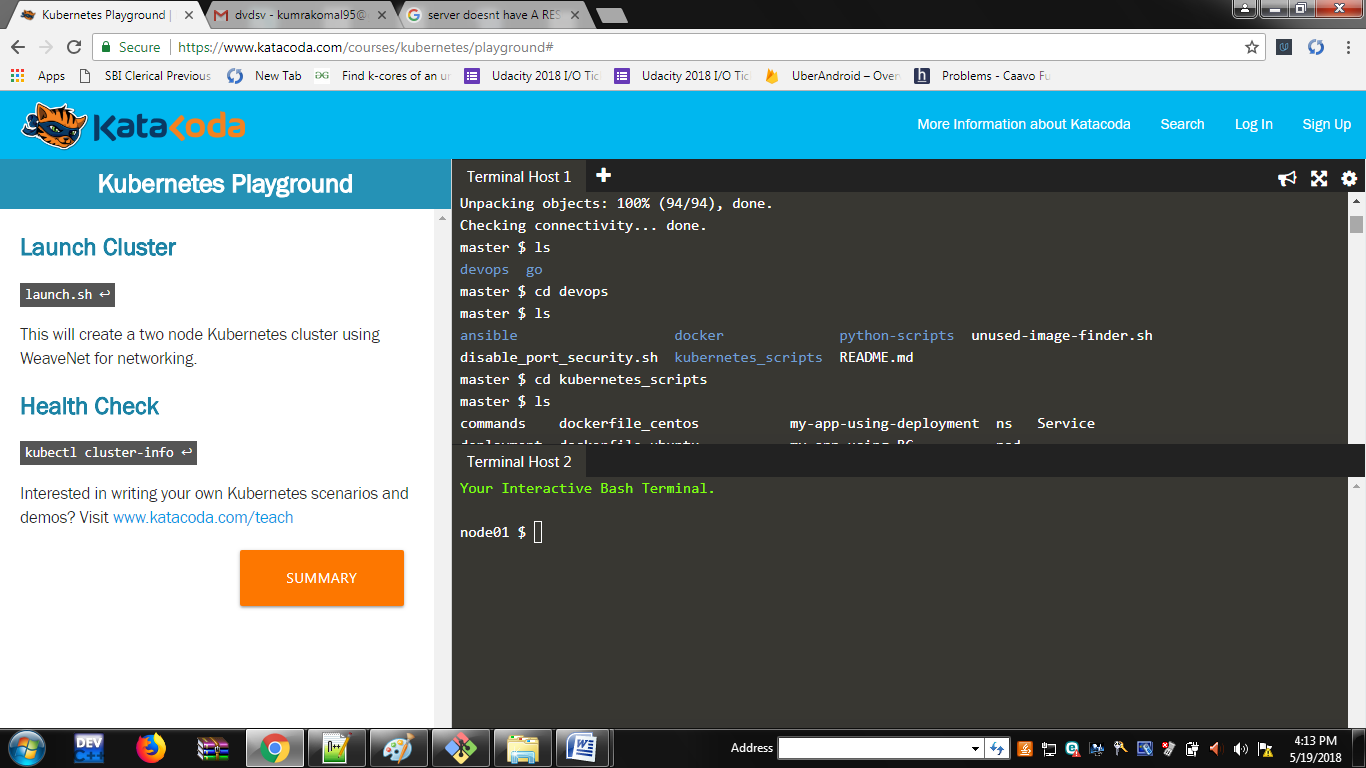 Kubernetes Playground |
dvdsv - kumrakomal95@
server doesnt have A RES
Secure https://www.katacoda.com/courses/kubernetes/playground#
Apps SBI Clerical Previous New Tab Find k-cores of an un Udacity 2018 I/O Tic Udacity 2018 I/O Tic UberAndroid – Over Problems - Caavo Fu
KataKoda
More Information about Katacoda Search Log In Sign Up
Kubernetes Playground
Launch Cluster
launch.sh ↩
This will create a two node Kubernetes cluster using
WeaveNet for networking.
Health Check
kubectl cluster-info ↩
Interested in writing your own Kubernetes scenarios and
demos? Visit www.katacoda.com/teach
SUMMARY
Terminal Host 1
Unpacking objects: 100% (94/94), done.
Checking connectivity... done.
master $ ls
devops go
master $ cd devops
master $ ls
ansible docker python-scripts unused-image-finder.sh
disable_port_security.sh kubernetes_scripts README.md
master $ cd kubernetes_scripts
master $ ls
commands dockerfile_centos my-app-using-deployment ns Service
Terminal Host 2
Your Interactive Bash Terminal.
node01 $
DEV C++
Address
4:13 PM
5/19/2018